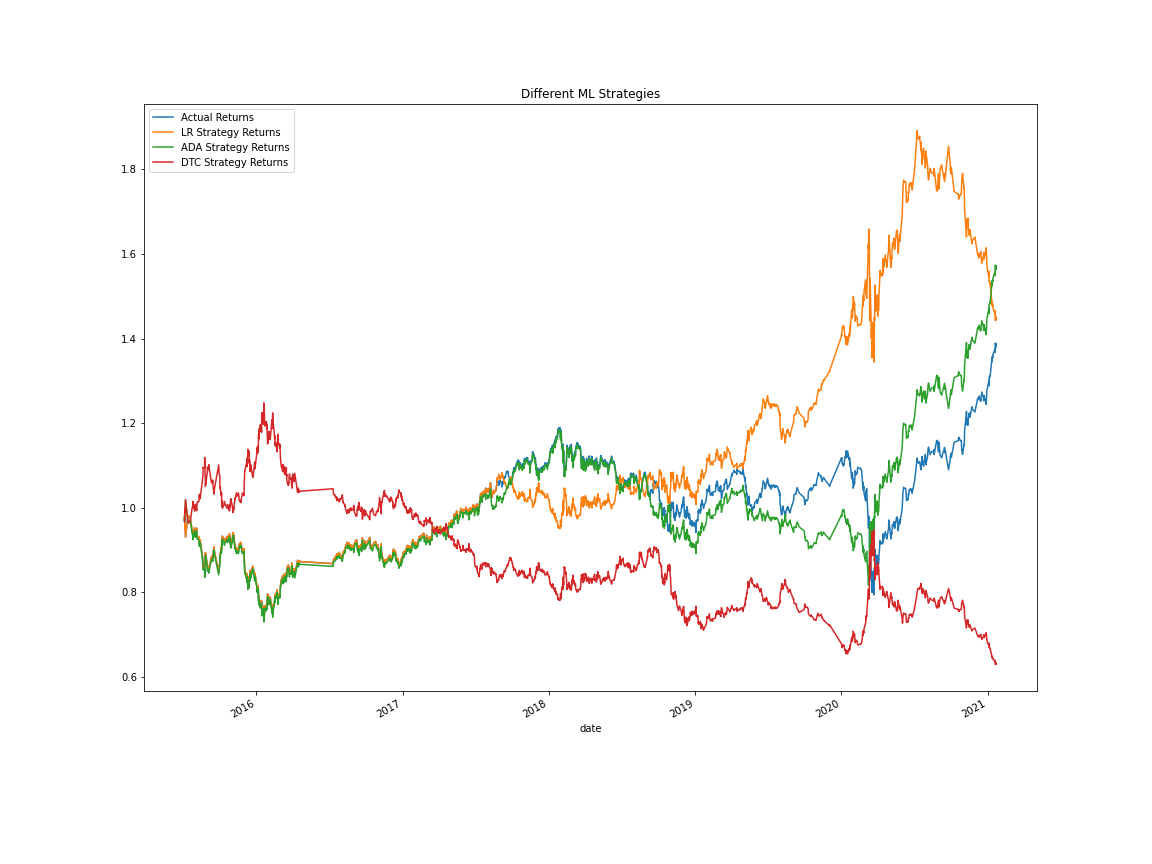 Different ML Strategies
Actual Returns
LR Strategy Returns
ADA Strategy Returns
DTC Strategy Returns
1.8
1.6
1.4
1.2
1.0
0.8
0.6
2016
2017
2018
2019
2020
2021
date